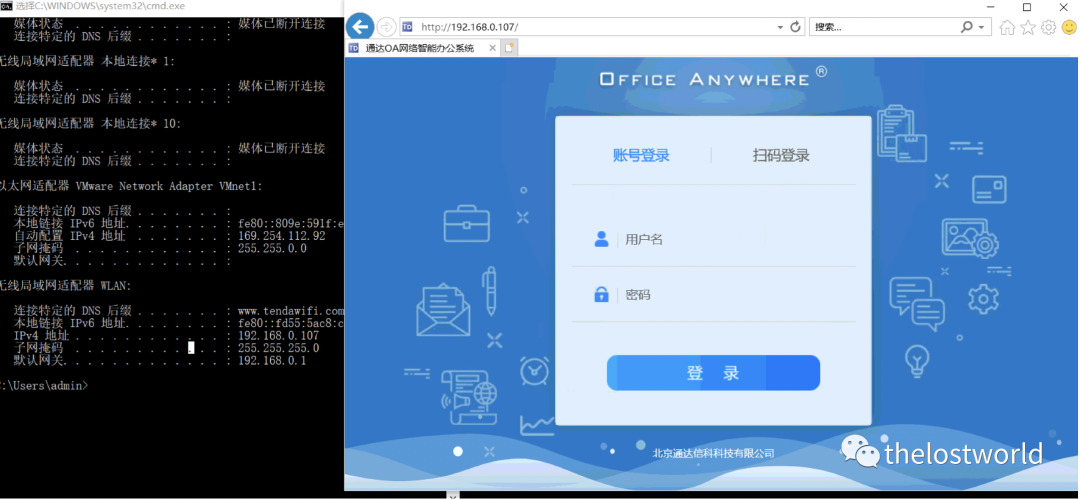 选择C:\WINDOWS\system32\cmd.exe
媒体状态 . . . . . . . . . . . . : 媒体已断开连接
连接特定的 DNS 后缀 . . . . . . . :
无线局域网适配器 本地连接* 1:
媒体状态 . . . . . . . . . . . . : 媒体已断开连接
连接特定的 DNS 后缀 . . . . . . . :
无线局域网适配器 本地连接* 10:
媒体状态 . . . . . . . . . . . . : 媒体已断开连接
连接特定的 DNS 后缀 . . . . . . . :
以太网适配器 VMware Network Adapter VMnet1:
连接特定的 DNS 后缀 . . . . . . . :
本地链接 IPv6 地址. . . . . . . . : fe80::809e:591f:e
自动配置 IPv4 地址 . . . . . . . : 169.254.112.92
子网掩码 . . . . . . . . . . . . : 255.255.0.0
默认网关. . . . . . . . . . . . . :
无线局域网适配器 WLAN:
连接特定的 DNS 后缀 . . . . . . . : www.tendawifi.com
本地链接 IPv6 地址. . . . . . . . : fe80::fd55:5ac8:c
IPv4 地址 . . . . . . . . . . . . : 192.168.0.107
子网掩码 . . . . . . . . . . . . : 255.255.255.0
默认网关. . . . . . . . . . . . . : 192.168.0.1
C:\Users\admin>
http://192.168.0.107/
搜索...
通达OA网络智能办公系统
OFFICE ANYWHERE®
账号登录 扫码登录
用户名
密码
登 录
北京通达信科科技有限公司
thelostworld